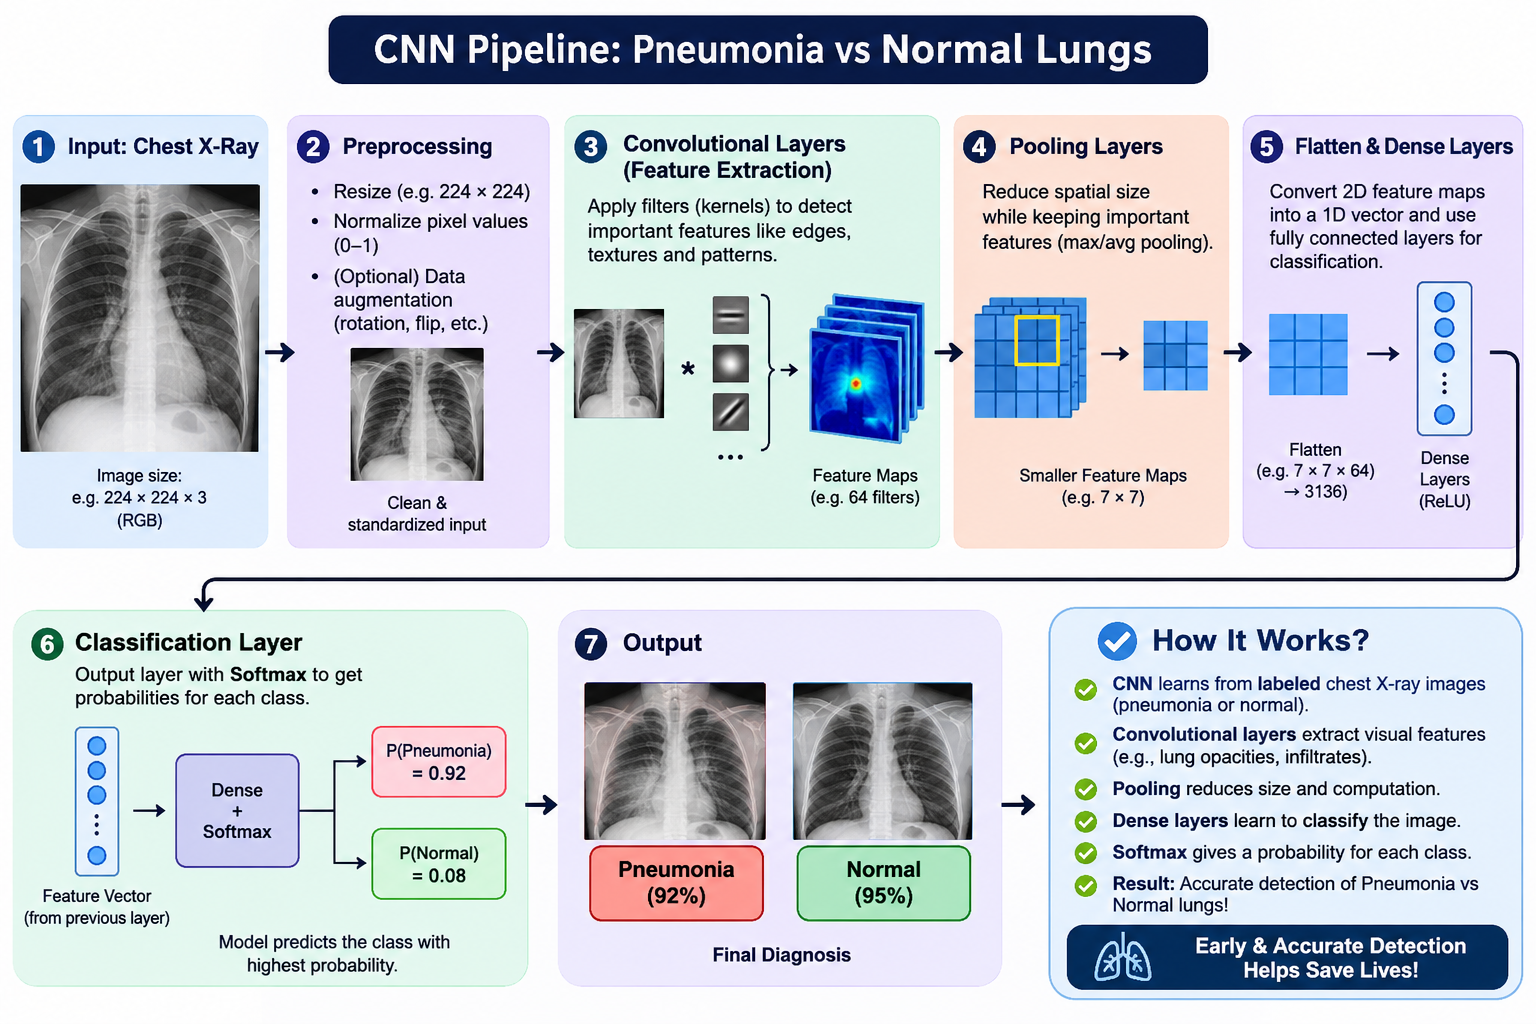 CNN Pipeline: Pneumonia vs Normal Lungs
1 Input: Chest X-Ray
Image size:
e.g. 224 × 224 × 3
(RGB)
2 Preprocessing
• Resize (e.g. 224 × 224)
• Normalize pixel values
(0–1)
• (Optional) Data
augmentation
(rotation, flip, etc.)
Clean &
standardized input
3 Convolutional Layers
(Feature Extraction)
Apply filters (kernels) to detect
important features like edges,
textures and patterns.
*
...
Feature Maps
(e.g. 64 filters)
4 Pooling Layers
Reduce spatial size
while keeping important
features (max/avg pooling).
Smaller Feature Maps
(e.g. 7 × 7)
5 Flatten & Dense Layers
Convert 2D feature maps
into a 1D vector and use
fully connected layers for
classification.
Flatten
(e.g. 7 × 7 × 64)
→ 3136)
Dense
Layers
(ReLU)
6 Classification Layer
Output layer with Softmax to get
probabilities for each class.
Feature Vector
(from previous layer)
Dense
+
Softmax
P(Pneumonia)
= 0.92
P(Normal)
= 0.08
Model predicts the class with
highest probability.
7 Output
Pneumonia
(92%)
Normal
(95%)
Final Diagnosis
How It Works?
CNN learns from labeled chest X-ray images
(pneumonia or normal).
Convolutional layers extract visual features
(e.g., lung opacities, infiltrates).
Pooling reduces size and computation.
Dense layers learn to classify the image.
Softmax gives a probability for each class.
Result: Accurate detection of Pneumonia vs
Normal lungs!
Early & Accurate Detection
Helps Save Lives!